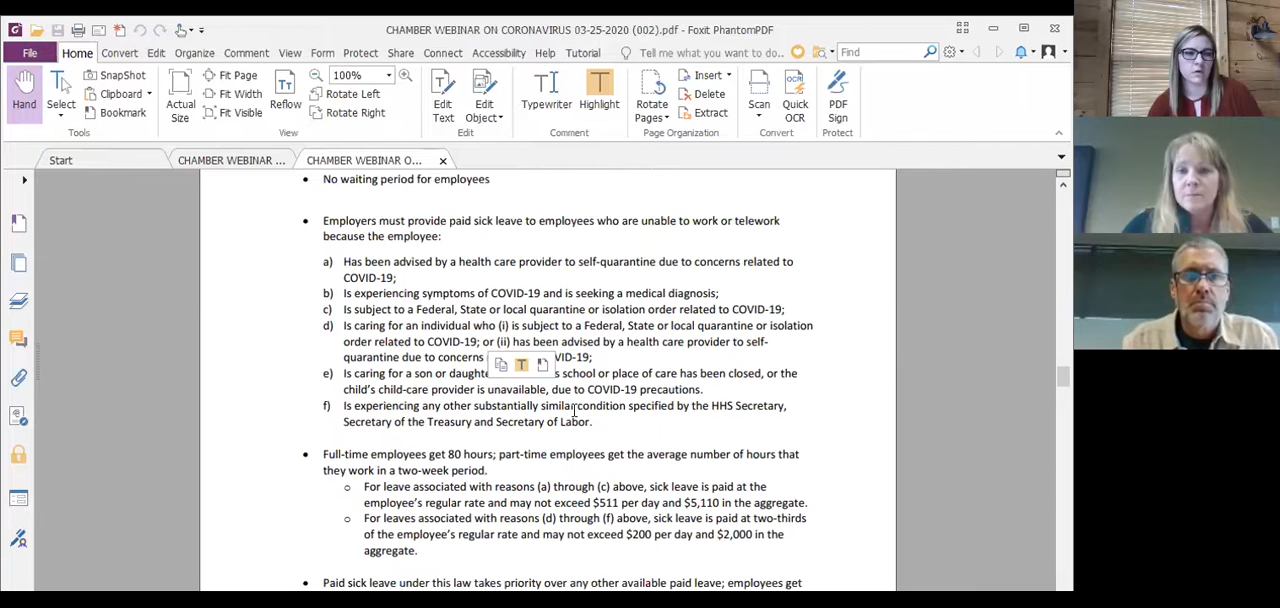 CHAMBER WEBINAR ON CORONAVIRUS 03-25-2020 (002).pdf - Foxit PhantomPDF
File Home Convert Edit Organize Comment View Form Protect Share Connect Accessibility Help Tutorial Tell me what you want to do.. Find
SnapShot
Clipboard
Bookmark
Hand
Select
Tools
Actual Size
Fit Page
Fit Width
Fit Visible
Reflow
100%
Rotate Left
Rotate Right
View
Edit Text
Edit Object
Edit
Typewriter
Highlight
Comment
Rotate Pages
Insert
Delete
Extract
Page Organization
Scan
Quick OCR
Convert
PDF Sign
Protect
Start
CHAMBER WEBINAR ...
CHAMBER WEBINAR O...
• No waiting period for employees
• Employers must provide paid sick leave to employees who are unable to work or telework
because the employee:
a) Has been advised by a health care provider to self-quarantine due to concerns related to
COVID-19;
b) Is experiencing symptoms of COVID-19 and is seeking a medical diagnosis;
c) Is subject to a Federal, State or local quarantine or isolation order related to COVID-19;
d) Is caring for an individual who (i) is subject to a Federal, State or local quarantine or isolation
order related to COVID-19; or (ii) has been advised by a health care provider to self-
quarantine due to concerns VID-19;
e) Is caring for a son or daughte s school or place of care has been closed, or the
child's child-care provider is unavailable, due to COVID-19 precautions.
f) Is experiencing any other substantially similar condition specified by the HHS Secretary,
Secretary of the Treasury and Secretary of Labor.
• Full-time employees get 80 hours; part-time employees get the average number of hours that
they work in a two-week period.
o For leave associated with reasons (a) through (c) above, sick leave is paid at the
employee's regular rate and may not exceed $511 per day and $5,110 in the aggregate.
o For leaves associated with reasons (d) through (f) above, sick leave is paid at two-thirds
of the employee's regular rate and may not exceed $200 per day and $2,000 in the
aggregate.
• Paid sick leave under this law takes priority over any other available paid leave; employees get